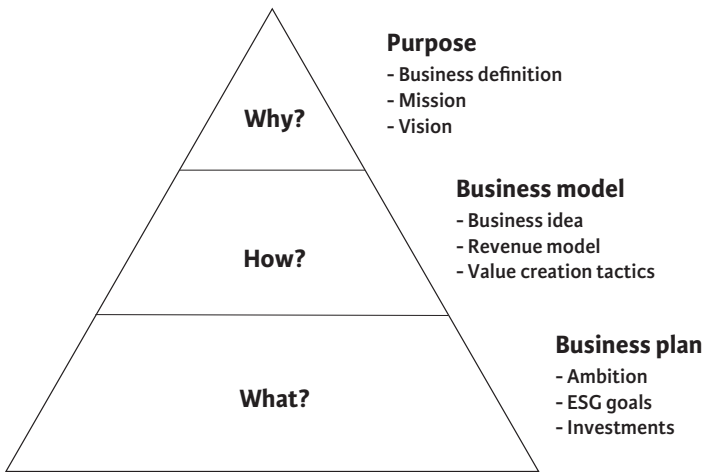 Why?
Purpose
- Business definition
- Mission
- Vision
How?
Business model
- Business idea
- Revenue model
- Value creation tactics
What?
Business plan
- Ambition
- ESG goals
- Investments